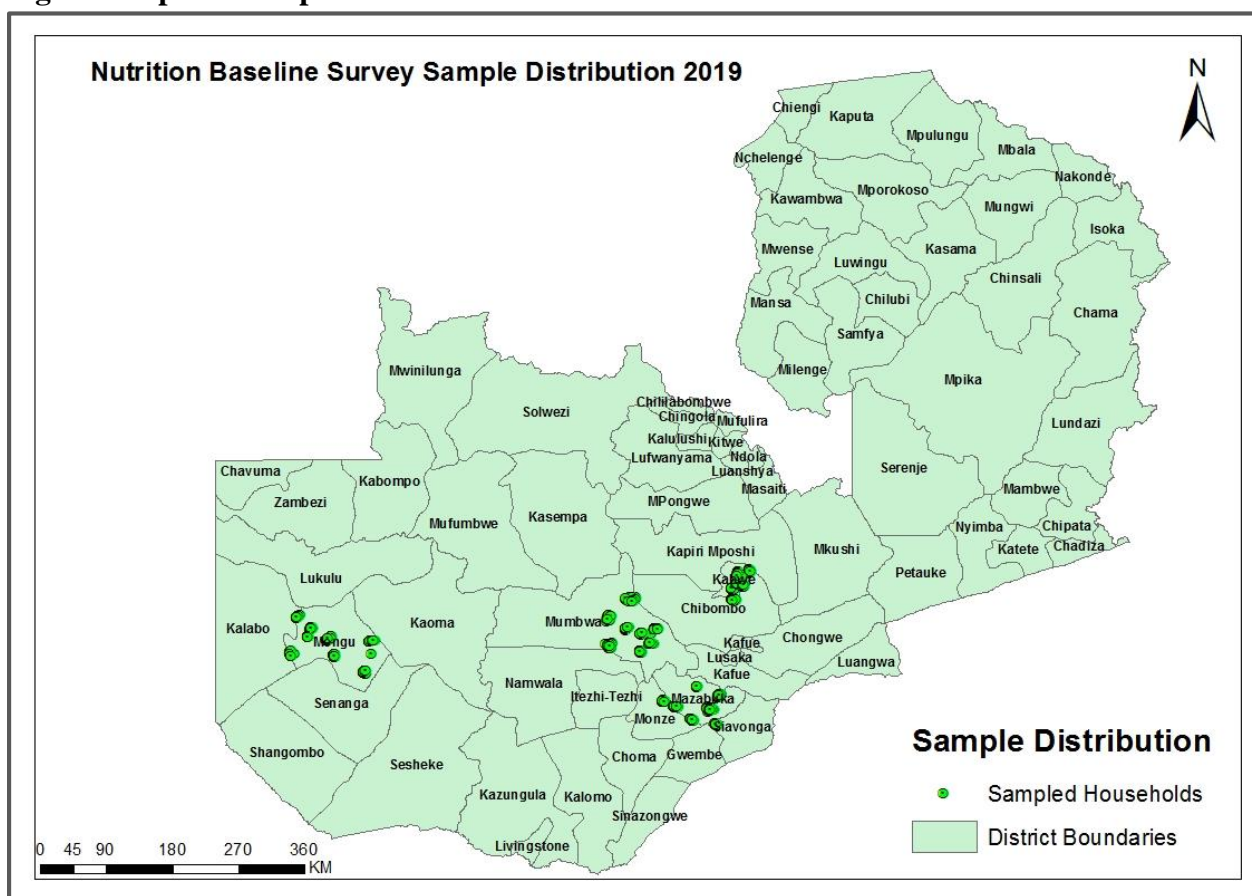 Nutrition Baseline Survey Sample Distribution 2019
N
Chiengi
Kaputa
Mpulungu
Mbala
Nchelenge
Nakonde
Kawambwa
Mporokoso
Mungwi
Isoka
Mwense
Luwingu
Kasama
Chinsali
Mansa
Chilubi
Chama
Samfya
Milenge
Mpika
Mwinilunga
Solwezi
Chililabombwe
Chingola
Mufulira
Lundazi
Kalulushi
Kitwe
Lufwanyama
Ndola
Luanshya
Serenje
Chavuma
Kabompo
Masaiti
Mambwe
Zambezi
MPongwe
Mufumbwe
Kasempa
Nyimba
Chipata
Katete
Chadiza
Kapiri Mposhi
Mkushi
Petauke
Lukulu
Kabwe
Chibombo
Kalabo
Kaoma
Mumbwa
Mongu
Chongwe
Kafue
Lusaka
Luangwa
Kafue
Namwala
Itezhi-Tezhi
Mazabuka
Senanga
Monze
Siavonga
Shangombo
Sesheke
Choma
Gwembe
Kazungula
Kalomo
Sinazongwe
Livingstone
Sample Distribution
Sampled Households
District Boundaries
0 45 90 180 270 360
KM